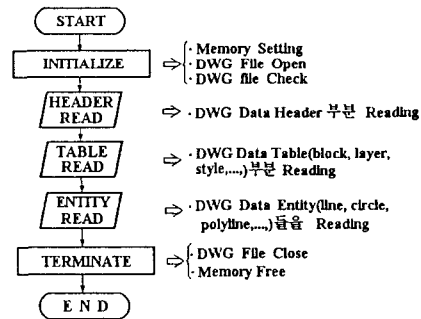 START
INITIALIZE
· Memory Setting
· DWG File Open
· DWG file Check
HEADER
READ
· DWG Data Header 부분 Reading
TABLE
READ
· DWG Data Table(block, layer,
style,...,)부분 Reading
ENTITY
READ
· DWG Data Entity(line, circle,
polyline,...,)들을 Reading
TERMINATE
· DWG File Close
· Memory Free
E N D